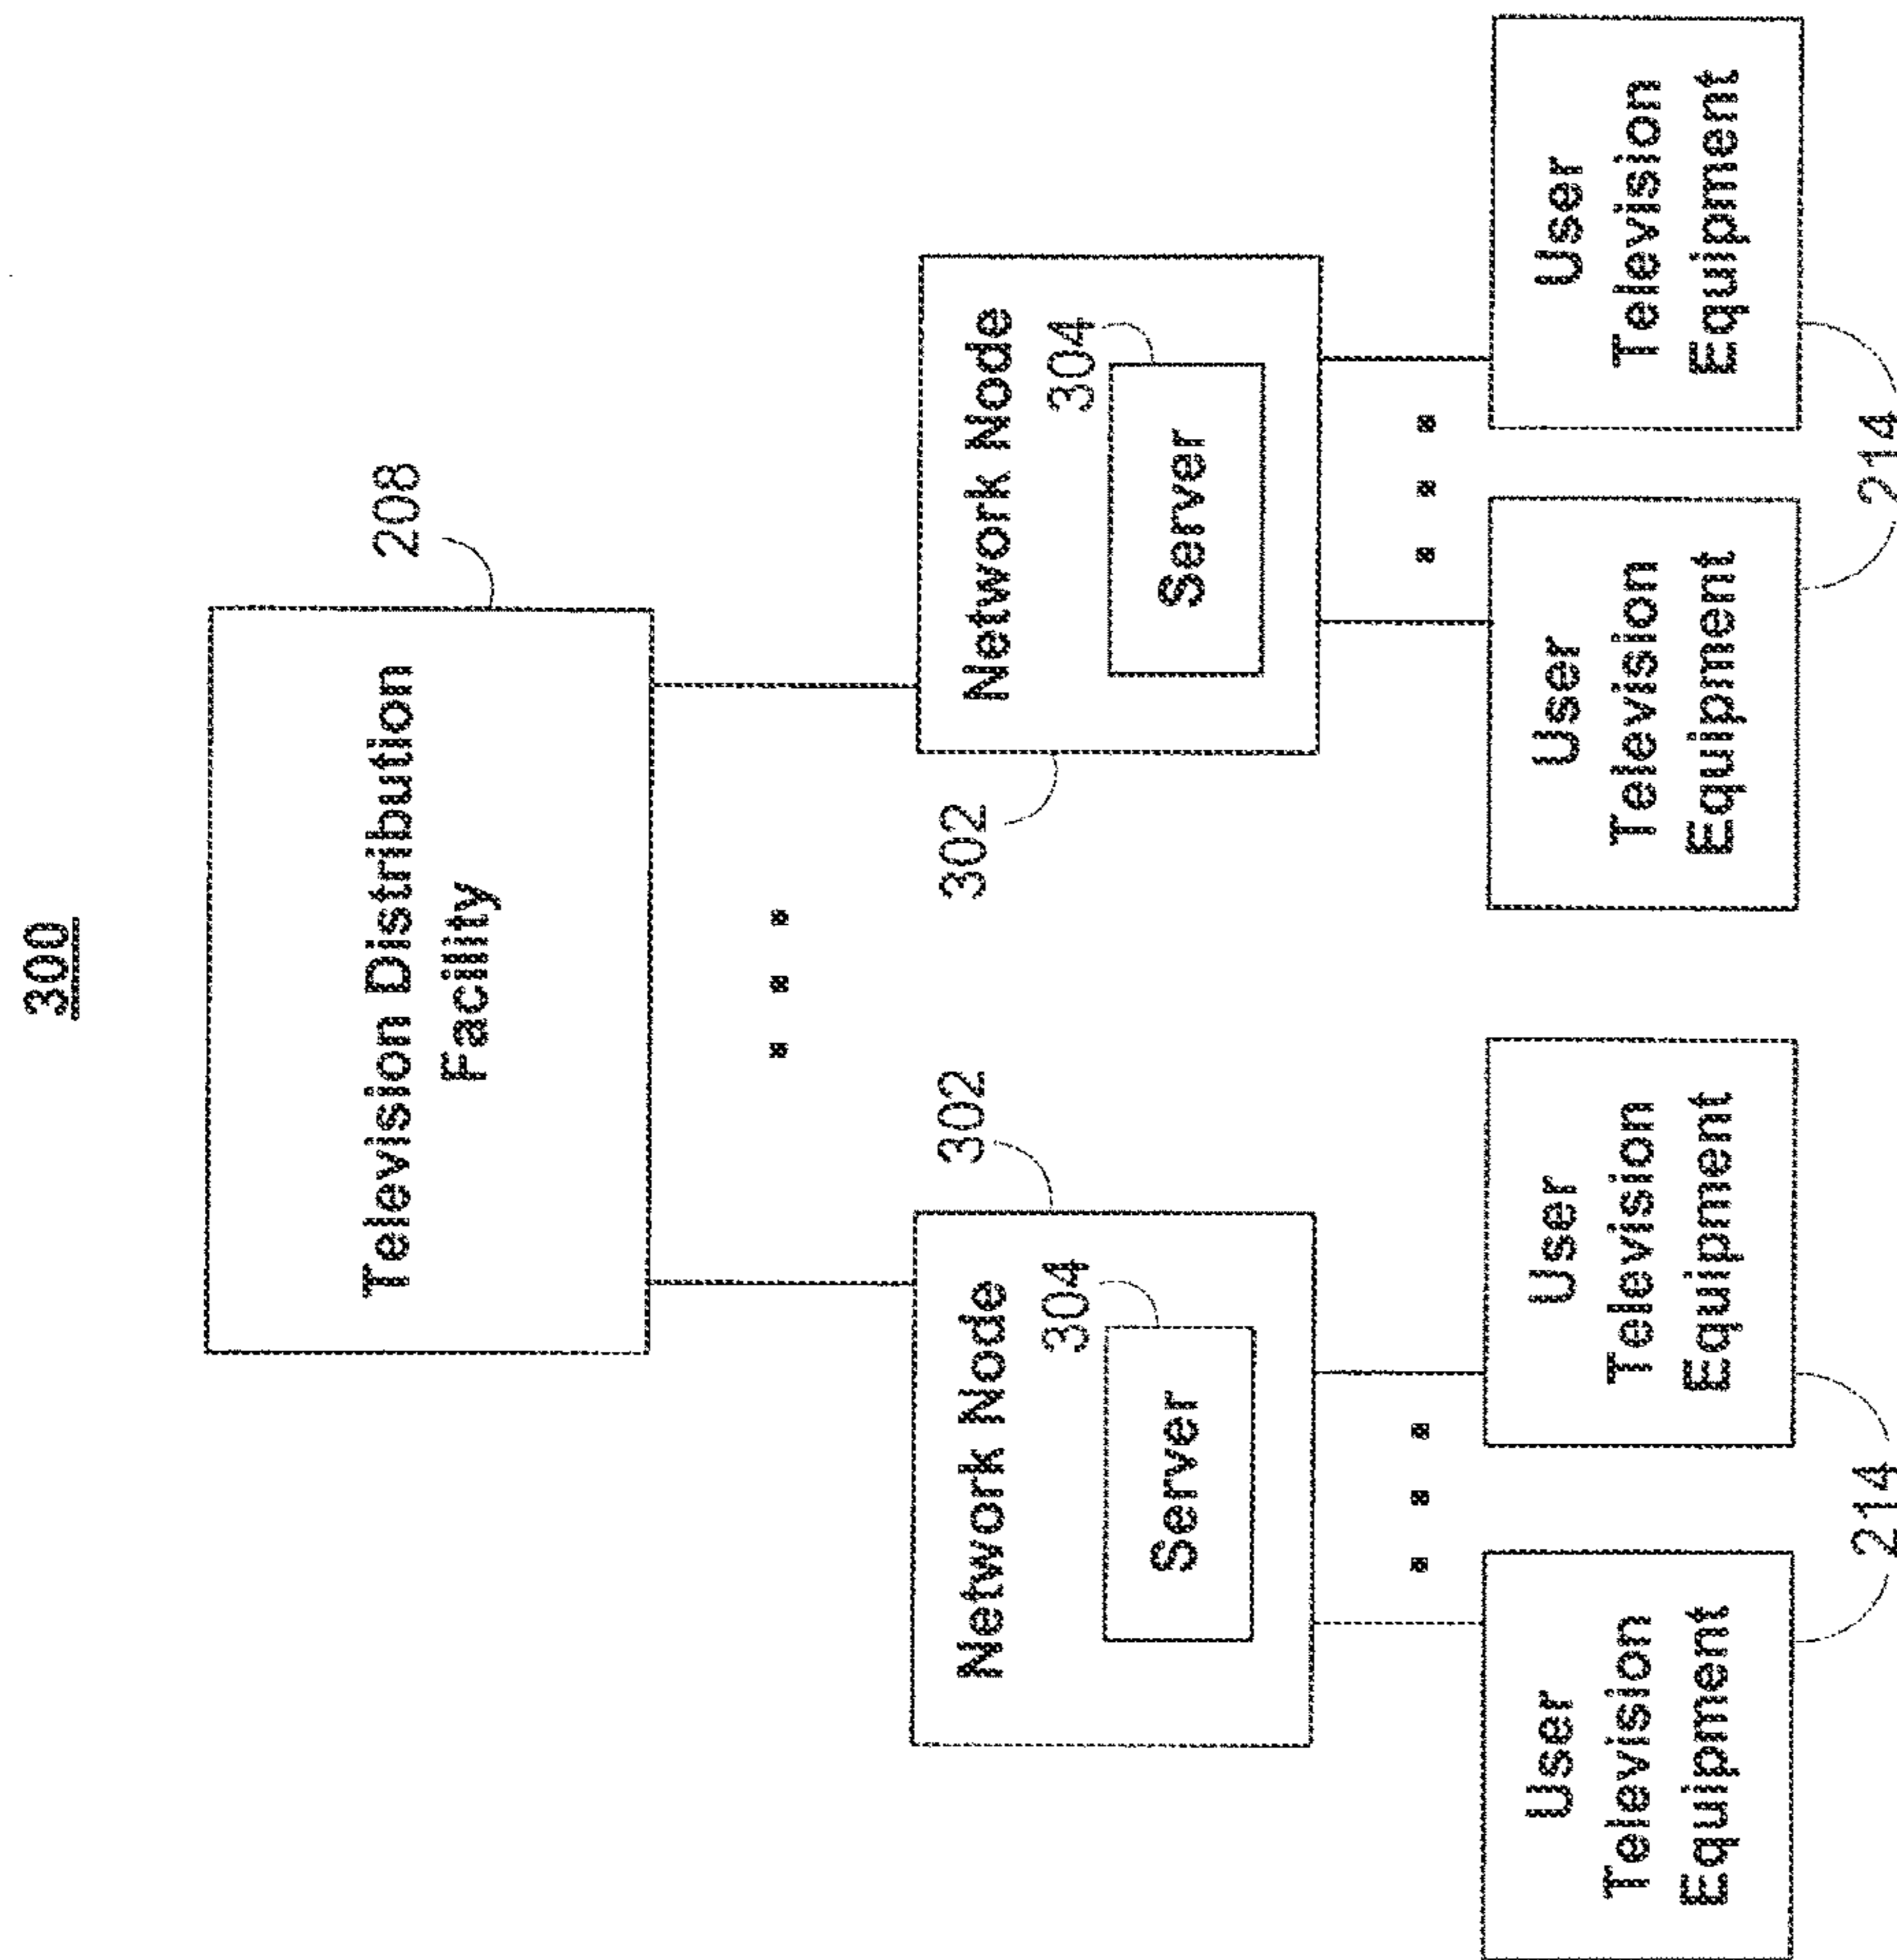 300
Television Distribution
Facility
208
302
Network Node
304
Server
302
Network Node
304
Server
User
Television
Equipment
User
Television
Equipment
User
Television
Equipment
User
Television
Equipment
214
214